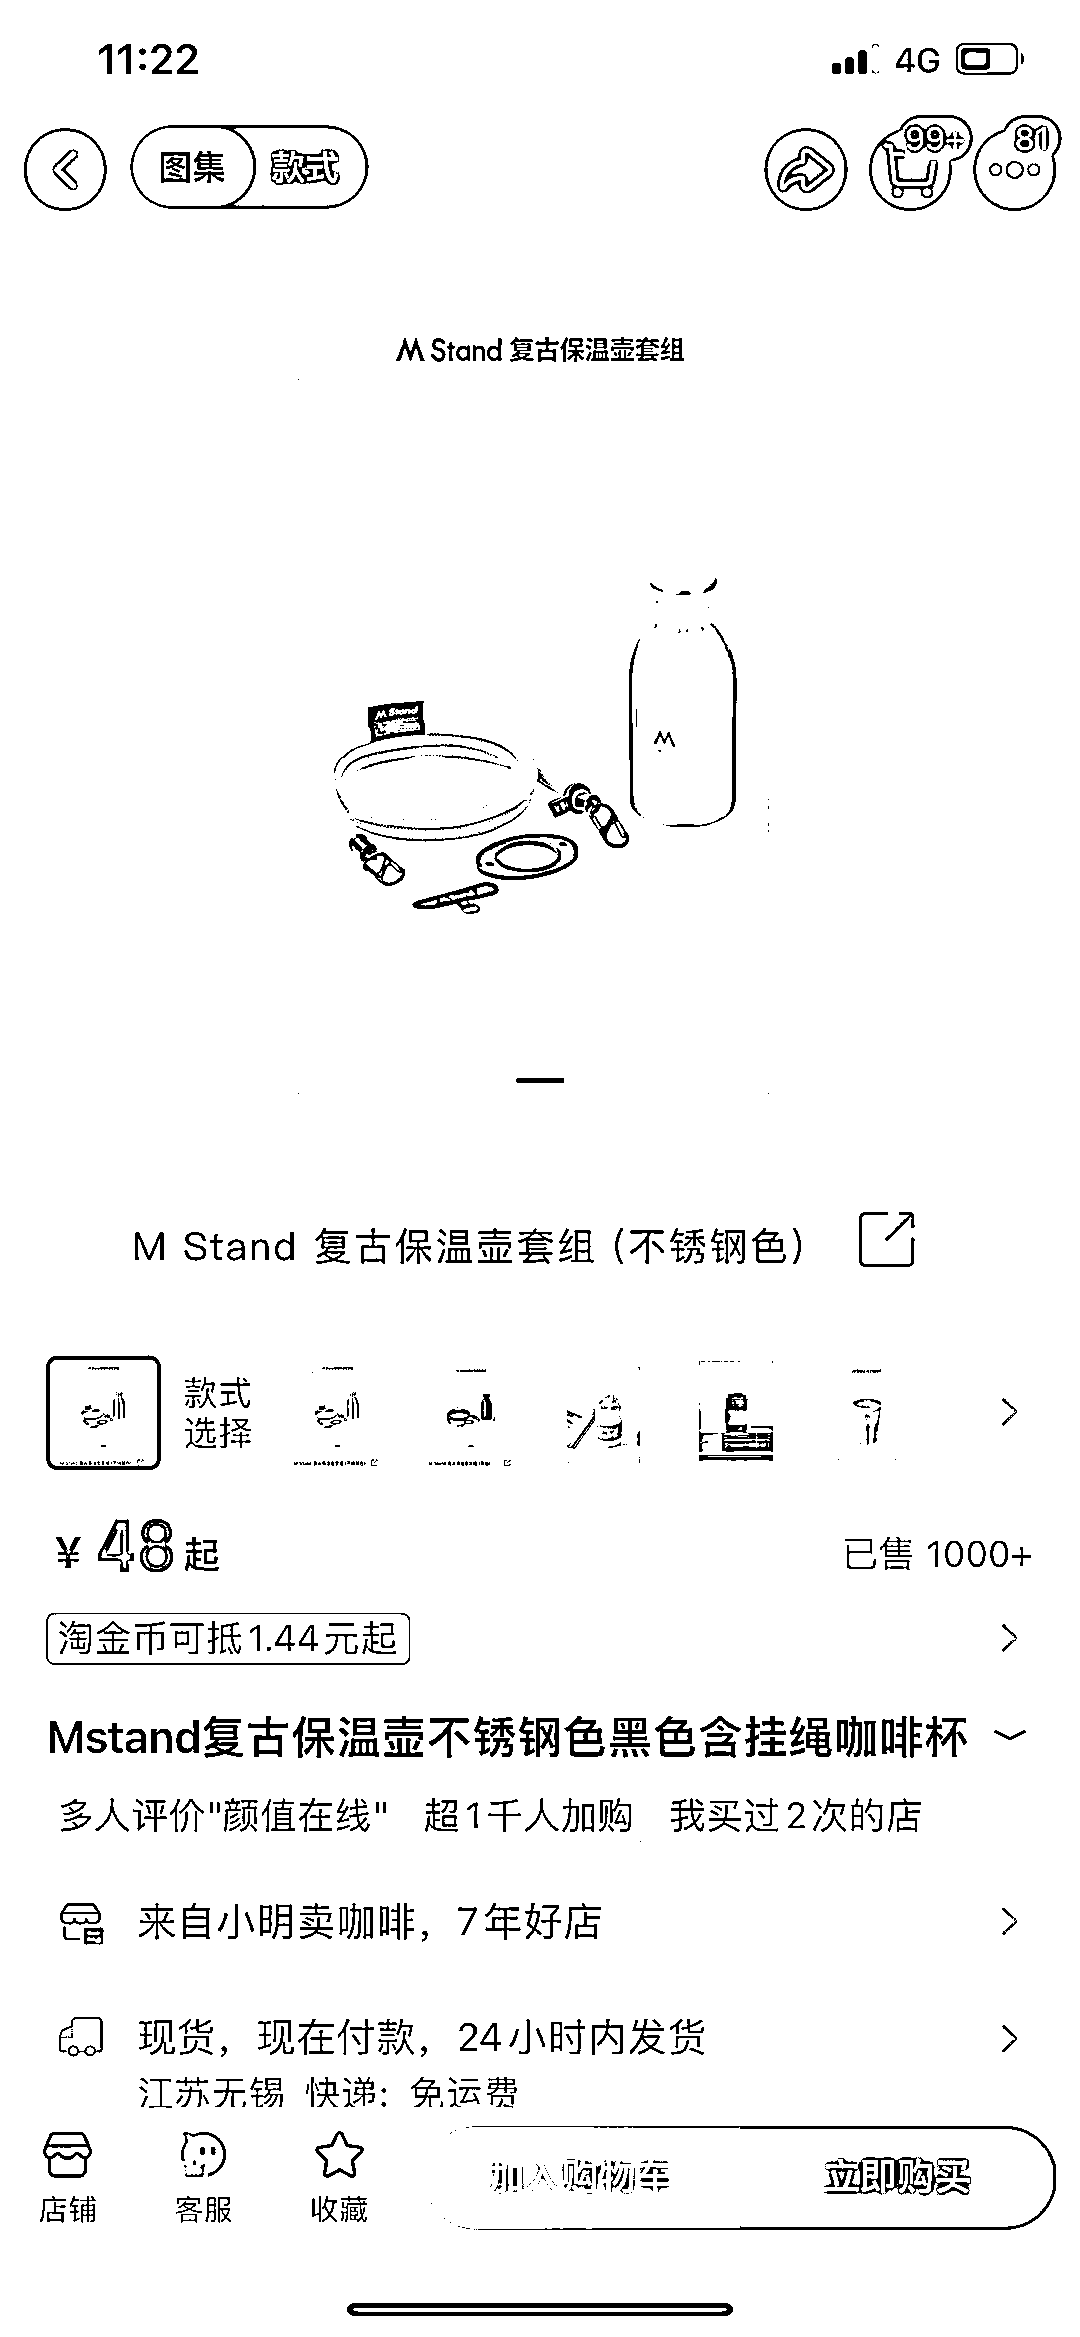 11:22
4G
图集 款式
99+
81
M Stand 复古保温壶套组
M Stand
M
M Stand 复古保温壶套组 (不锈钢色)
款式
选择
¥ 48 起
已售 1000+
淘金币可抵1.44元起
Mstand复古保温壶不锈钢色黑色含挂绳咖啡杯
多人评价"颜值在线" 超1千人加购 我买过2次的店
来自小明卖咖啡，7年好店
现货，现在付款，24小时内发货
江苏无锡 快递：免运费
店铺
客服
收藏
加入购物车
立即购买